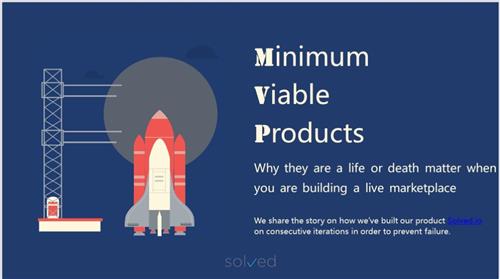 Minimum
Viable
Products
Why they are a life or death matter when
you are building a live marketplace
We share the story on how we've built our product Solved.io
on consecutive iterations in order to prevent failure.
solved